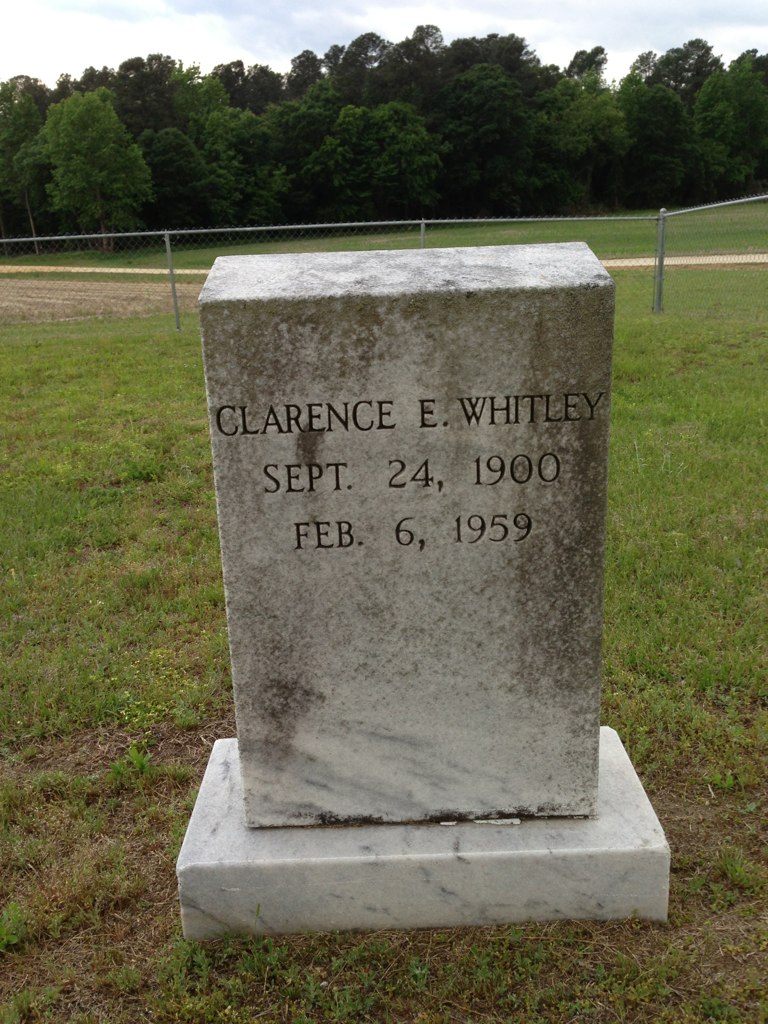 CLARENCE E. WHITLEY
SEPT. 24, 1900
FEB. 6, 1959